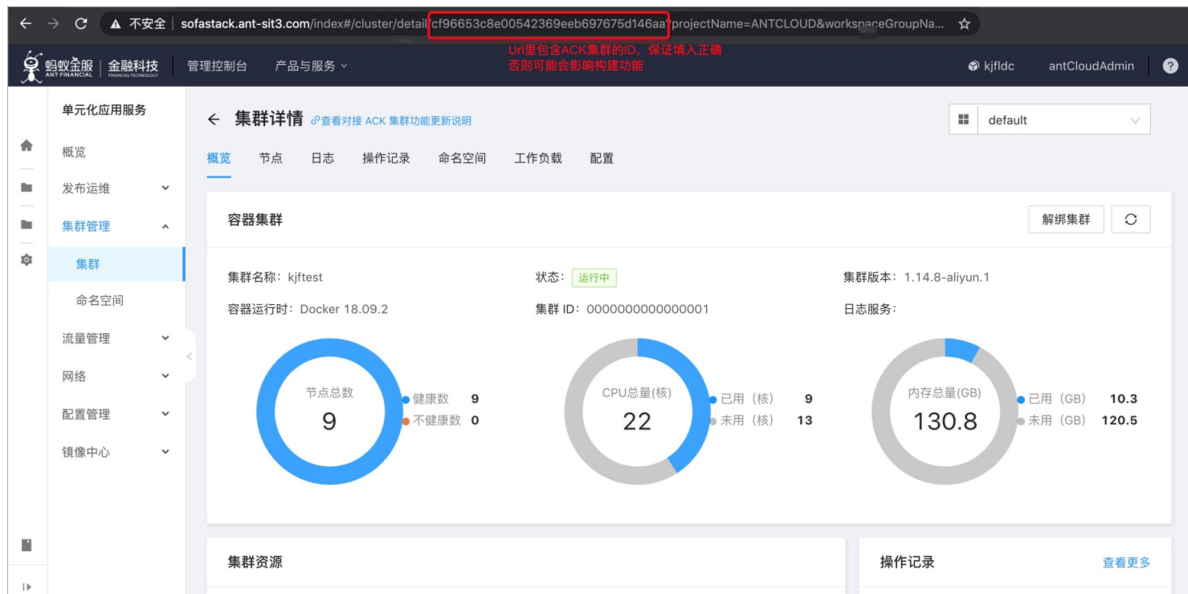 不安全 | sofastack.ant-sit3.com/index#/cluster/detail/cf96653c8e00542369eeb697675d146aa?projectName=ANTCLOUD&workspaceGroupNa...
Url里包含ACK集群的ID，保证填入正确
否则可能会影响构建功能
蚂蚁金服 | 金融科技
ANT FINANCIAL FINANCIAL TECHNOLOGY
管理控制台 产品与服务
kjfldc antCloudAdmin ?
单元化应用服务
概览
发布运维
集群管理
集群
命名空间
流量管理
网络
配置管理
镜像中心
← 集群详情 查看对接 ACK 集群功能更新说明
default
概览 节点 日志 操作记录 命名空间 工作负载 配置
容器集群
解绑集群
集群名称：kjftest 状态：运行中 集群版本：1.14.8-aliyun.1
容器运行时：Docker 18.09.2 集群 ID：0000000000000001 日志服务：
节点总数
9
健康数 9
不健康数 0
CPU总量(核)
22
已用（核） 9
未用（核） 13
内存总量(GB)
130.8
已用（GB） 10.3
未用（GB） 120.5
集群资源
操作记录 查看更多